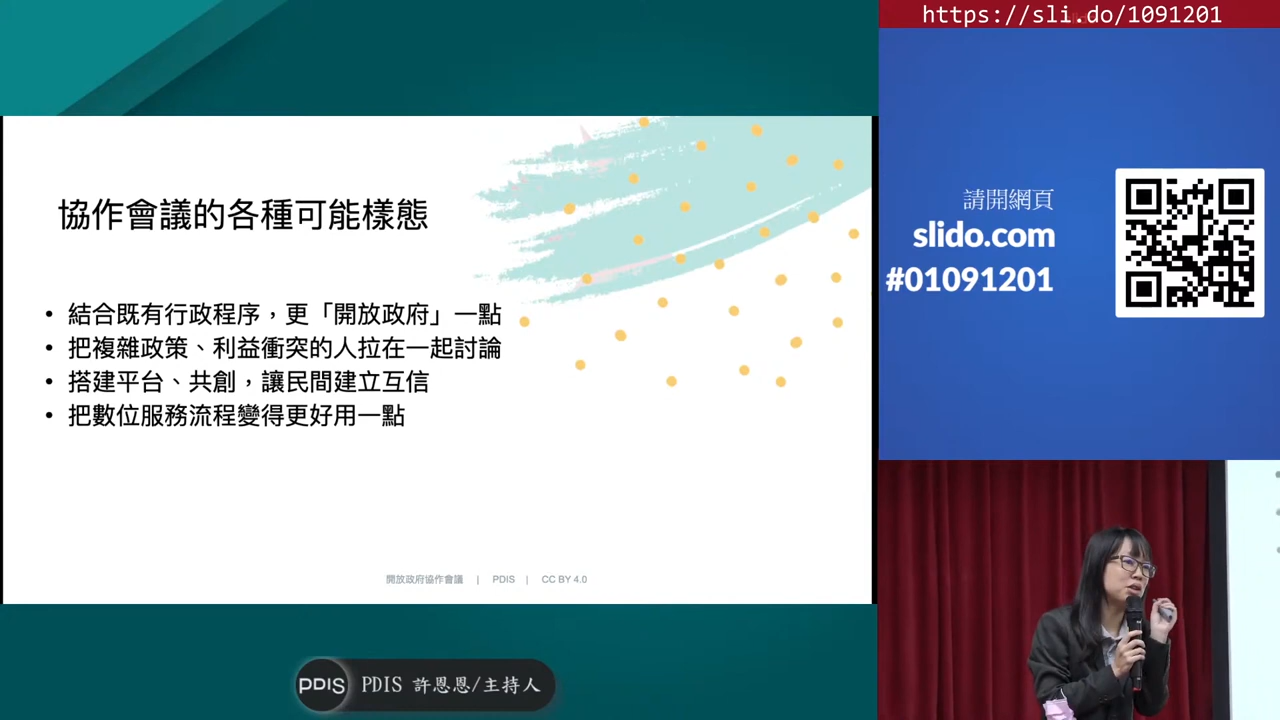 https://sli.do/1091201
請開網頁
slido.com
#01091201
協作會議的各種可能樣態
• 結合既有行政程序，更「開放政府」一點
• 把複雜政策、利益衝突的人拉在一起討論
• 搭建平台、共創，讓民間建立互信
• 把數位服務流程變得更好用一點
開放政府協作會議 | PDIS | CC BY 4.0
PDIS PDIS 許恩恩/主持人